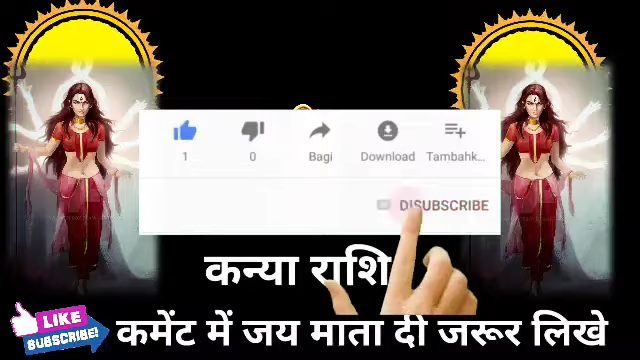 1 0 Bagi Download Tambahk...
DISUBSCRIBE
कन्या राशि
LIKE
SUBSCRIBE!
कमेंट में जय माता दी जरूर लिखे